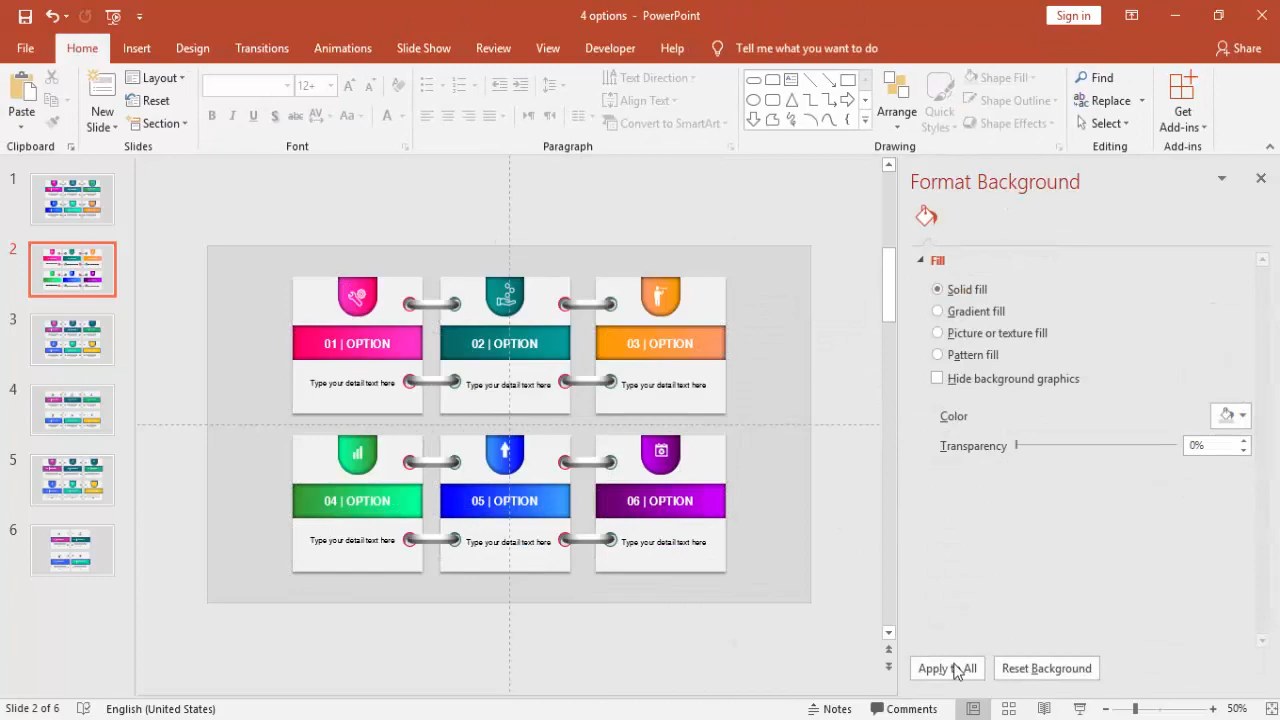 4 options - PowerPoint
Sign in
File Home Insert Design Transitions Animations Slide Show Review View Developer Help Tell me what you want to do Share
Paste
New Slide
Layout
Reset
Section
12+
Text Direction
Align Text
Convert to SmartArt
Arrange
Quick Styles
Shape Fill
Shape Outline
Shape Effects
Find
Replace
Select
Get Add-ins
Clipboard Slides Font Paragraph Drawing Editing Add-ins
1
2
3
4
5
6
01 | OPTION
02 | OPTION
03 | OPTION
Type your detail text here
Type your detail text here
Type your detail text here
04 | OPTION
05 | OPTION
06 | OPTION
Type your detail text here
Type your detail text here
Type your detail text here
Format Background
Fill
Solid fill
Gradient fill
Picture or texture fill
Pattern fill
Hide background graphics
Color
Transparency 0%
Apply to All
Reset Background
Slide 2 of 6
English (United States)
Notes
Comments
50%